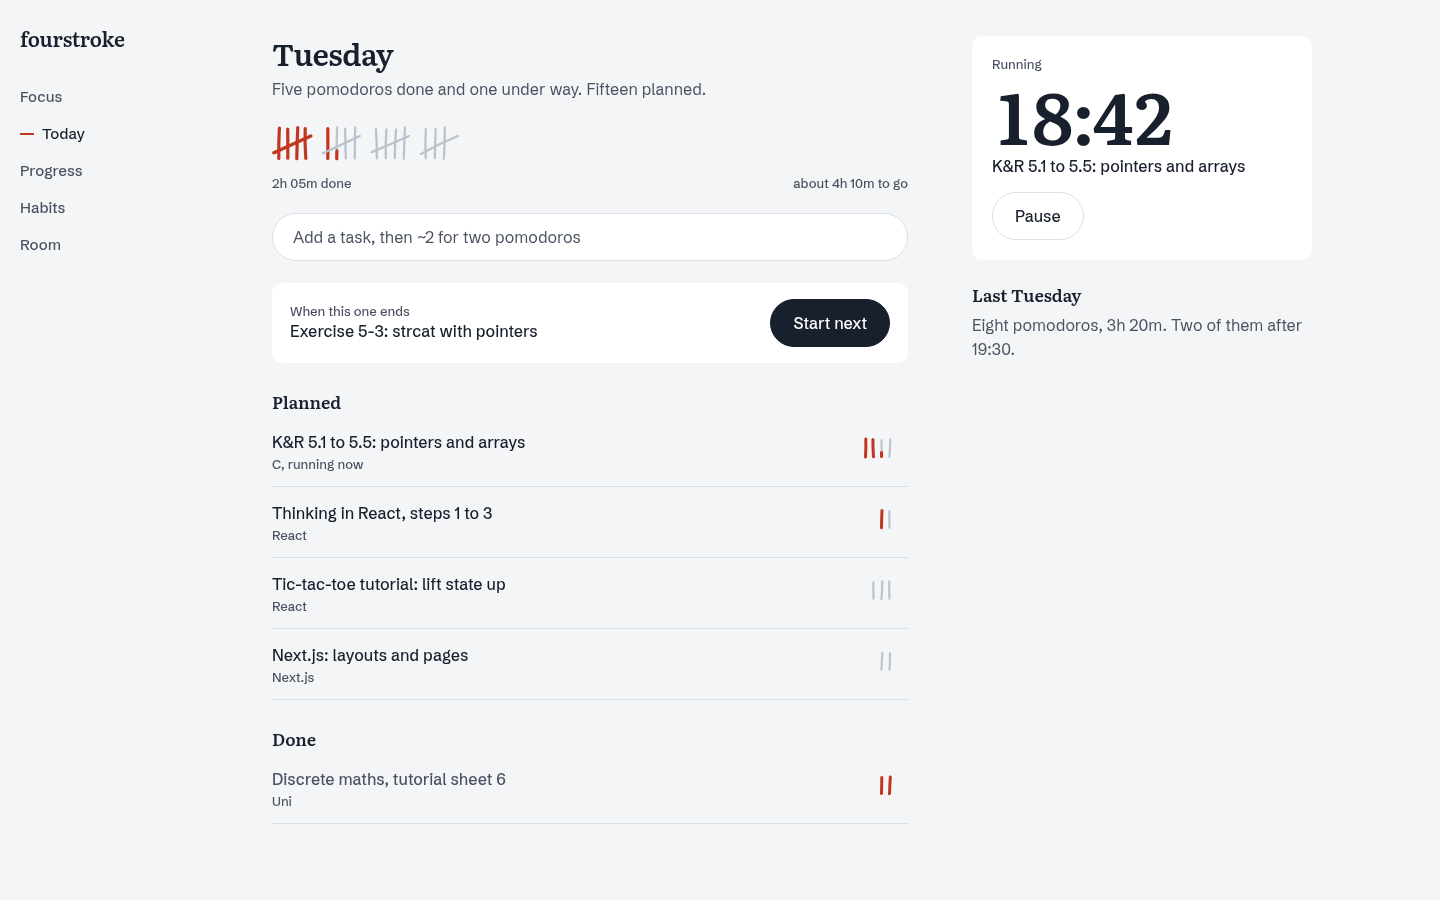 fourstroke
Focus
Today
Progress
Habits
Room
Tuesday
Five pomodoros done and one under way. Fifteen planned.
2h 05m done
about 4h 10m to go
Add a task, then ~2 for two pomodoros
When this one ends
Exercise 5-3: strcat with pointers
Start next
Planned
K&R 5.1 to 5.5: pointers and arrays
C, running now
Thinking in React, steps 1 to 3
React
Tic-tac-toe tutorial: lift state up
React
Next.js: layouts and pages
Next.js
Done
Discrete maths, tutorial sheet 6
Uni
Running
18:42
K&R 5.1 to 5.5: pointers and arrays
Pause
Last Tuesday
Eight pomodoros, 3h 20m. Two of them after
19:30.